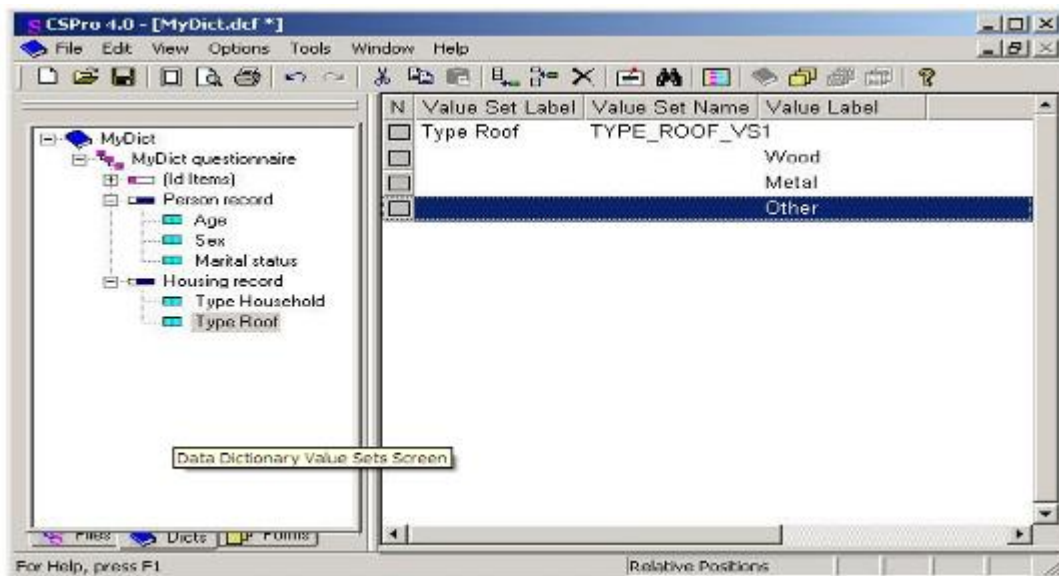 CSPro 4.0 - [MyDict.dcf *]
File Edit View Options Tools Window Help
N Value Set Label Value Set Name Value Label
Type Roof TYPE_ROOF_VS1
Wood
Metal
Other
MyDict
MyDict questionnaire
(Id Items)
Person record
Age
Sex
Marital status
Housing record
Type Household
Type Roof
Data Dictionary Value Sets Screen
Files Dicts Forms
For Help, press F1 Relative Positions